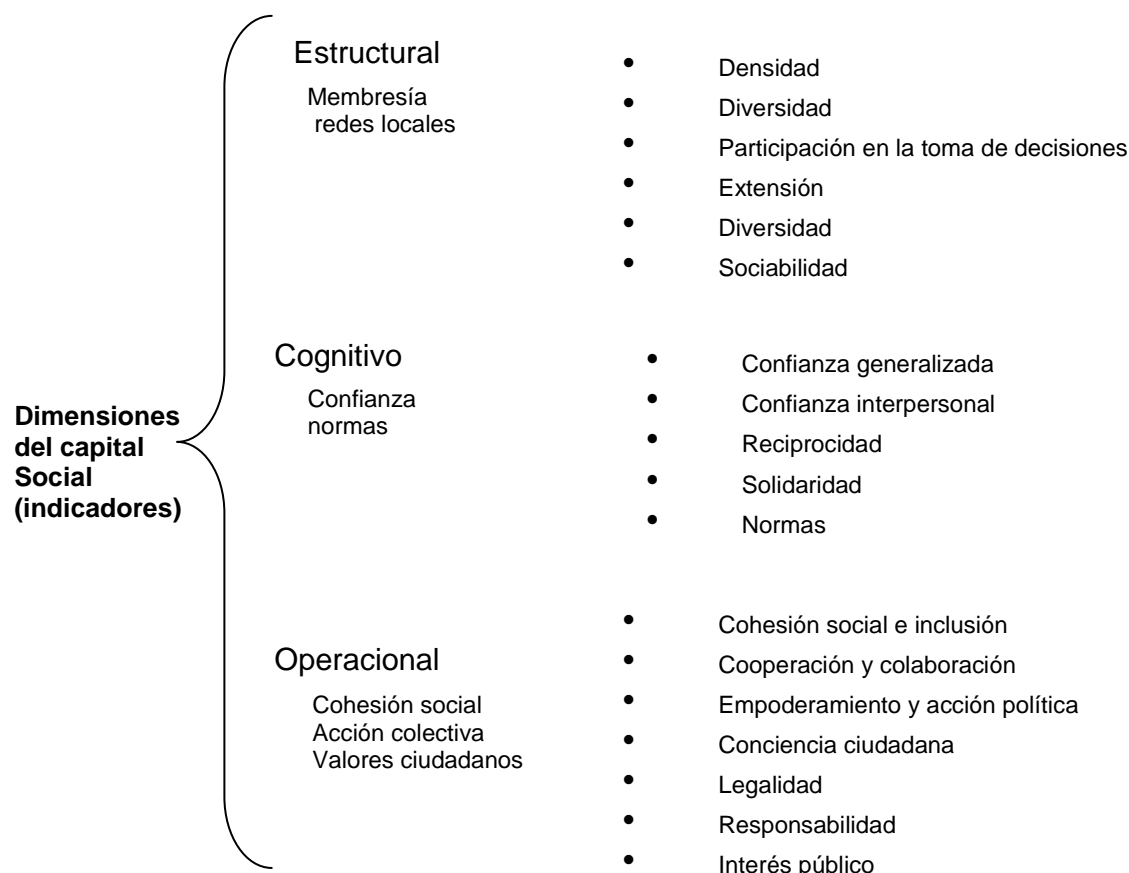 Dimensiones
del capital
Social
(indicadores)
Estructural
Membresía
redes locales
• Densidad
• Diversidad
• Participación en la toma de decisiones
• Extensión
• Diversidad
• Sociabilidad
Cognitivo
Confianza
normas
• Confianza generalizada
• Confianza interpersonal
• Reciprocidad
• Solidaridad
• Normas
Operacional
Cohesión social
Acción colectiva
Valores ciudadanos
• Cohesión social e inclusión
• Cooperación y colaboración
• Empoderamiento y acción política
• Conciencia ciudadana
• Legalidad
• Responsabilidad
• Interés público